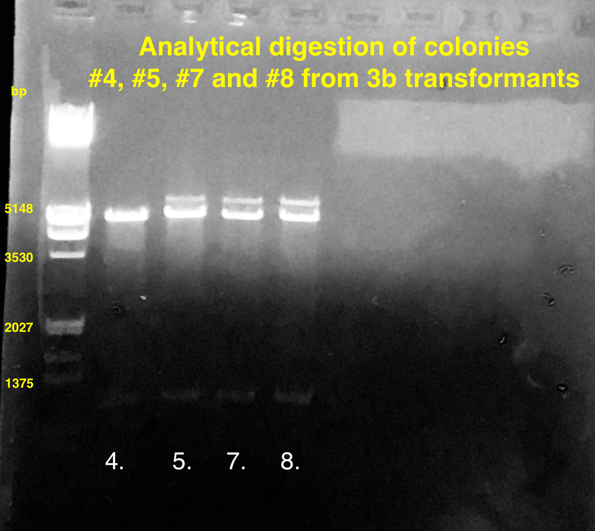 Analytical digestion of colonies
#4, #5, #7 and #8 from 3b transformants
bp
5148
3530
2027
1375
4. 5. 7. 8.